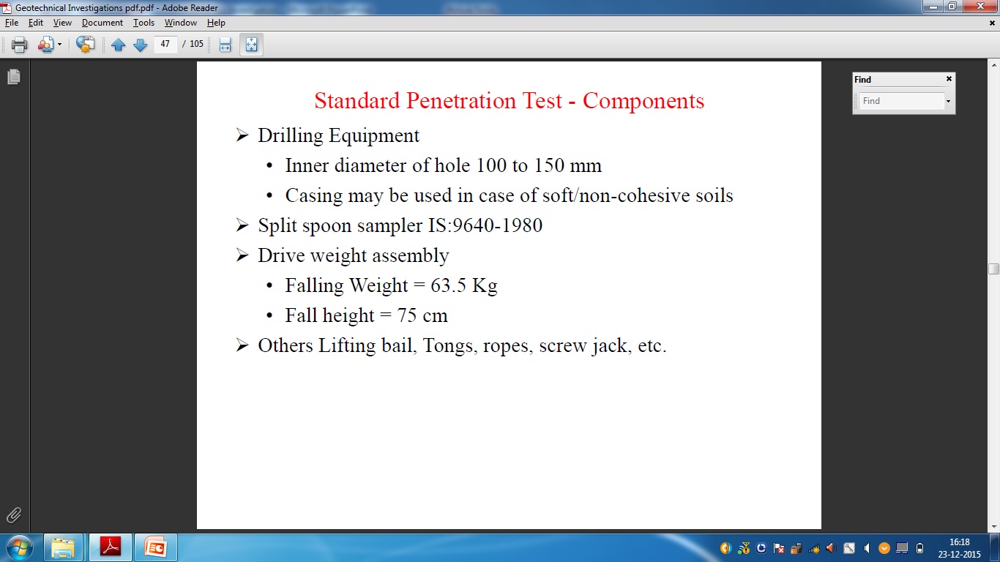 Geotechnical Investigations pdf.pdf - Adobe Reader
File Edit View Document Tools Window Help
47 / 105
Find
Find
Standard Penetration Test - Components
➢ Drilling Equipment
• Inner diameter of hole 100 to 150 mm
• Casing may be used in case of soft/non-cohesive soils
➢ Split spoon sampler IS:9640-1980
➢ Drive weight assembly
• Falling Weight = 63.5 Kg
• Fall height = 75 cm
➢ Others Lifting bail, Tongs, ropes, screw jack, etc.
16:18
23-12-2015